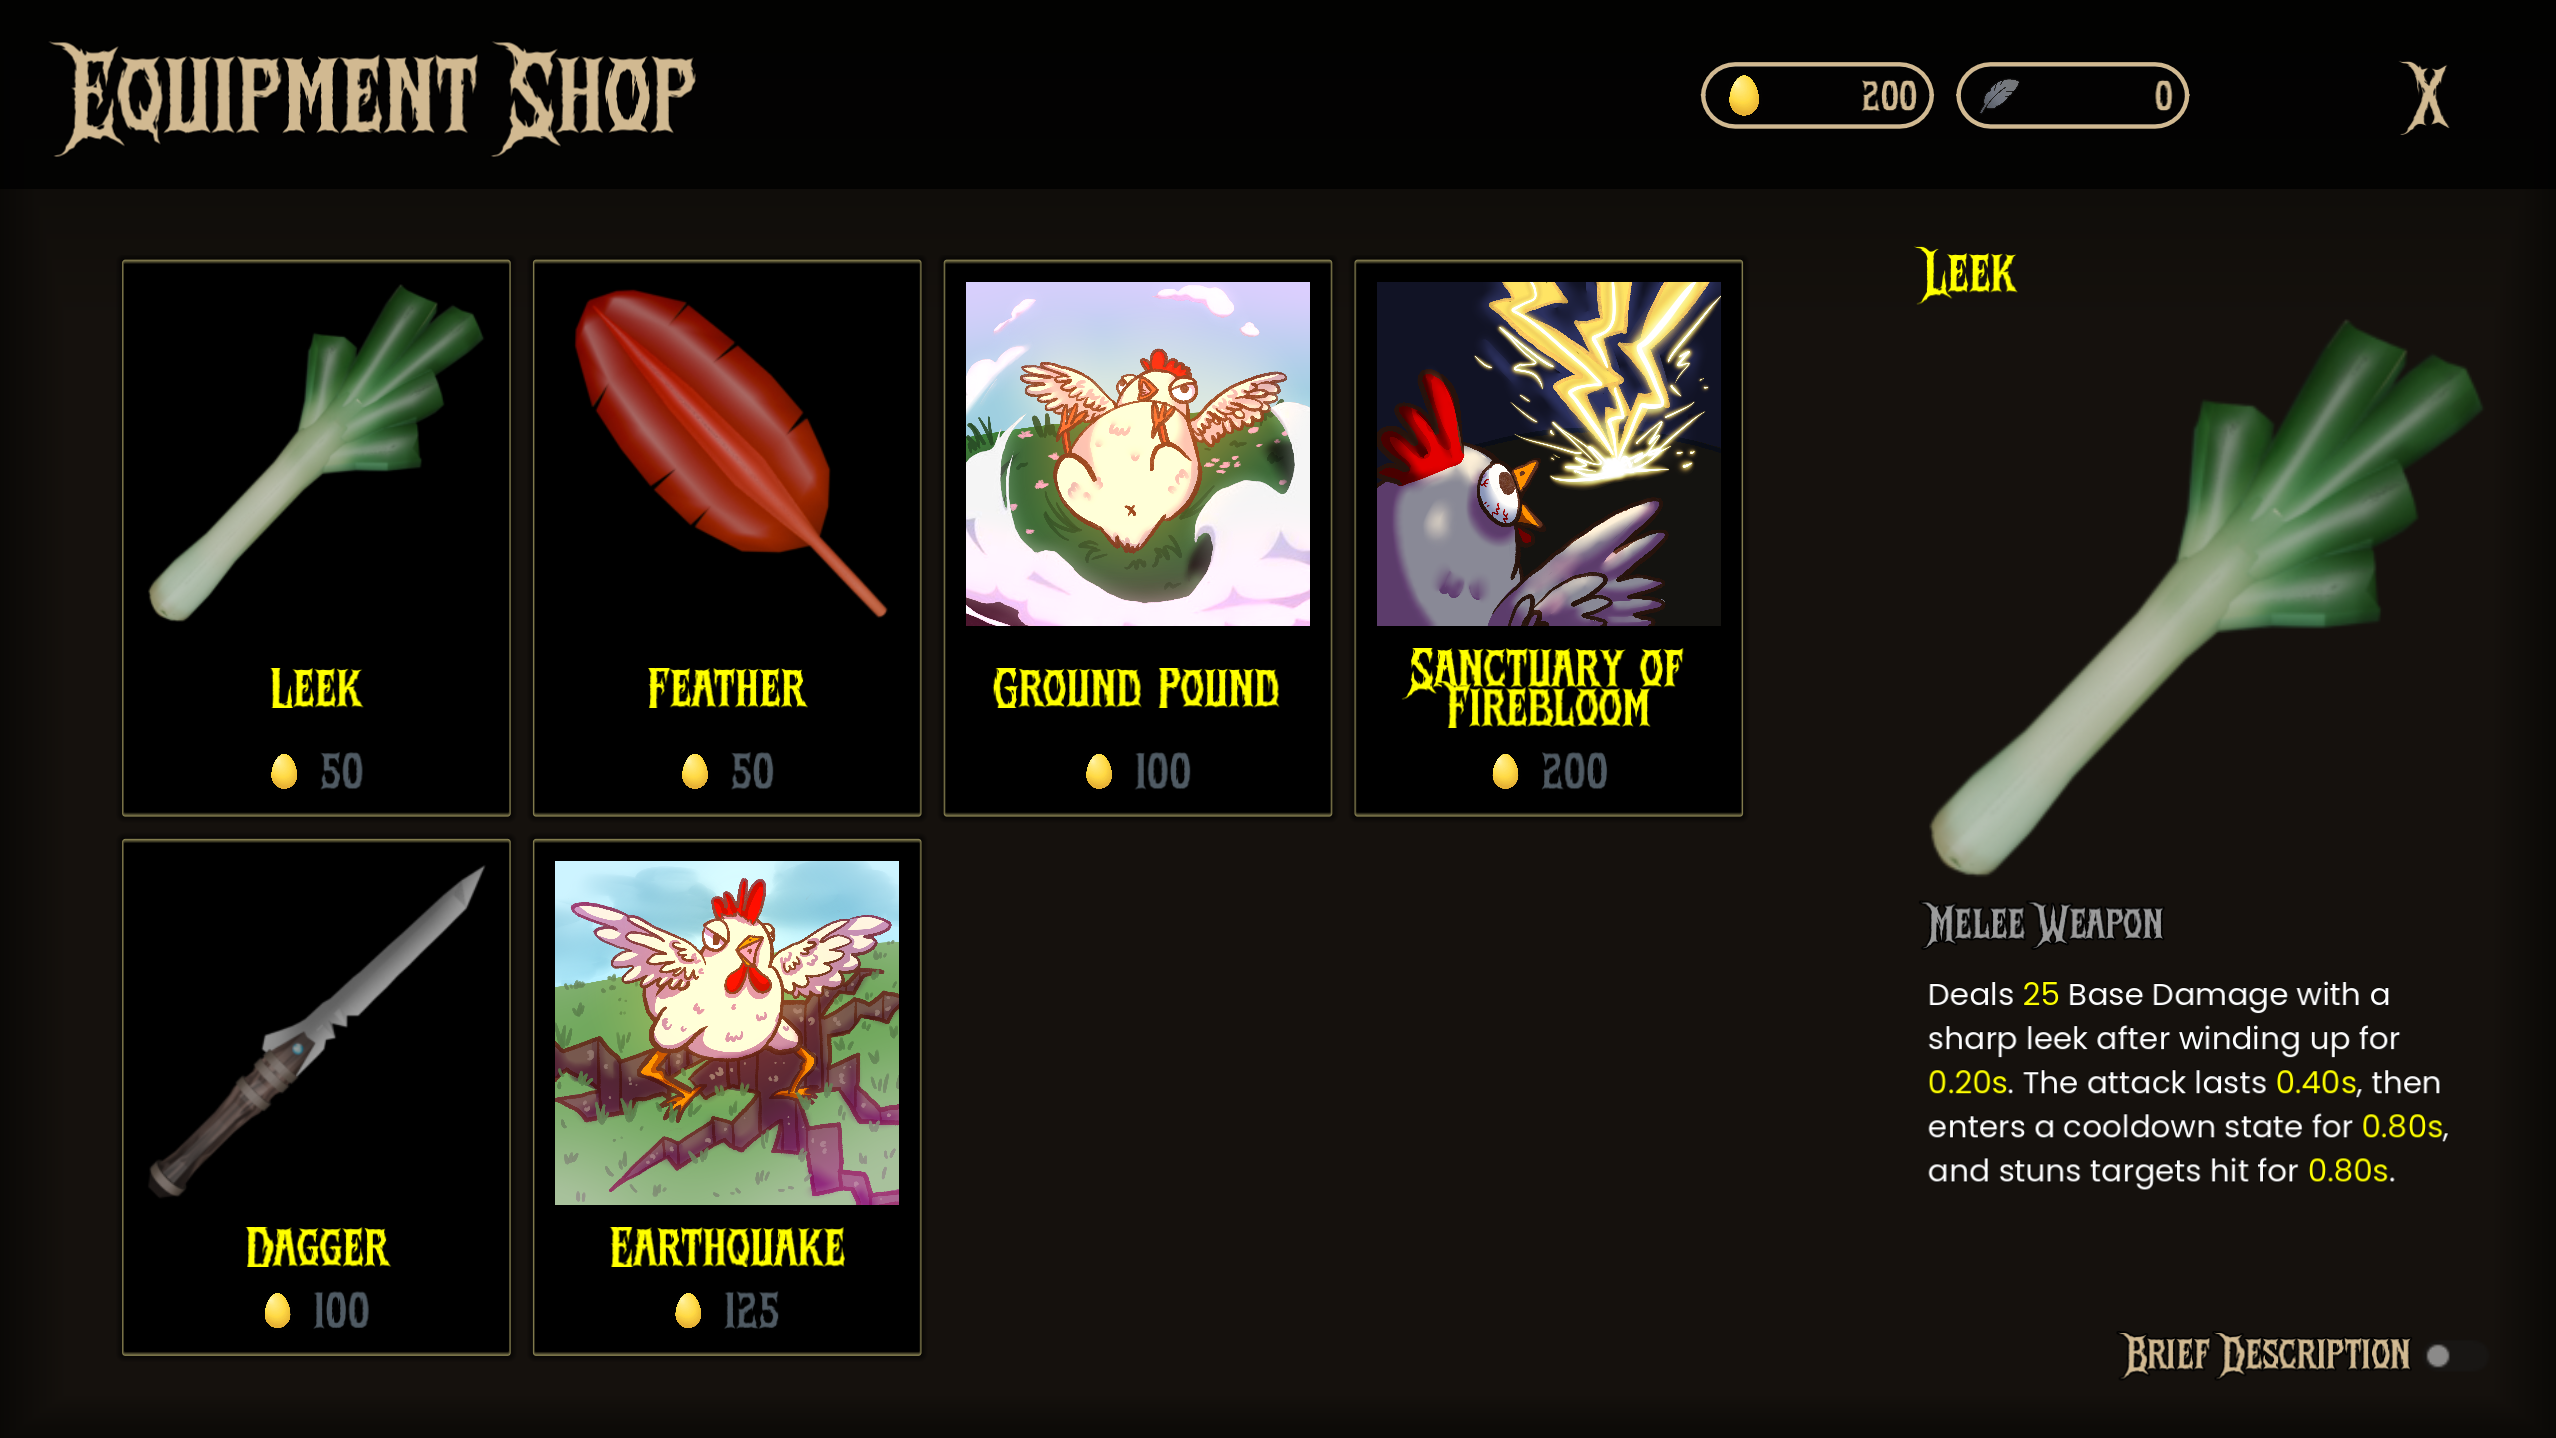 Equipment Shop
200
0
X
Leek
50
Feather
50
Ground Pound
100
Sanctuary of
Firebloom
200
Dagger
100
Earthquake
125
Leek
Melee Weapon
Deals 25 Base Damage with a
sharp leek after winding up for
0.20s. The attack lasts 0.40s, then
enters a cooldown state for 0.80s,
and stuns targets hit for 0.80s.
Brief Description